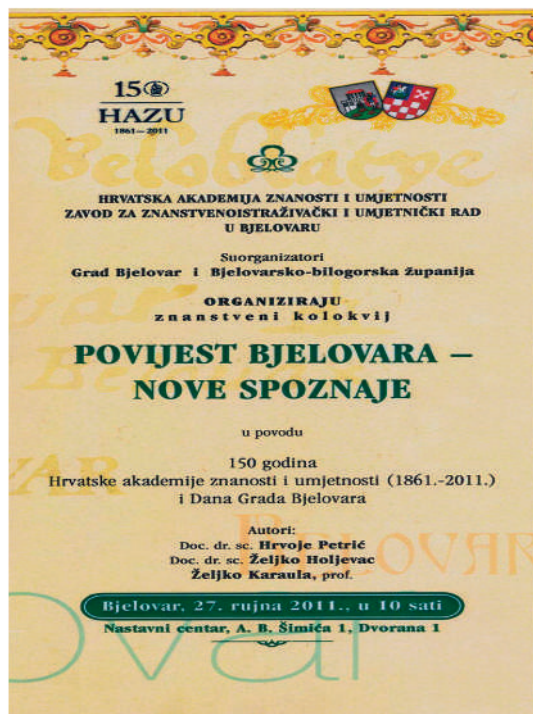 150
HAZU
1861—2011
Beloblatye
HRVATSKA AKADEMIJA ZNANOSTI I UMJETNOSTI
ZAVOD ZA ZNANSTVENOISTRAŽIVAČKI I UMJETNIČKI RAD
U BJELOVARU
Suorganizatori
Grad Bjelovar i Bjelovarsko-bilogorska županija
ORGANIZIRAJU
znanstveni kolokvij
POVIJEST BJELOVARA –
NOVE SPOZNAJE
u povodu
150 godina
Hrvatske akademije znanosti i umjetnosti (1861.-2011.)
i Dana Grada Bjelovara
Autori:
Doc. dr. sc. Hrvoje Petrić
Doc. dr. sc. Željko Holjevac
Željko Karaula, prof.
BELOVAR
Bjelovar, 27. rujna 2011., u 10 sati
Nastavni centar, A. B. Šimića 1, Dvorana 1
ovar